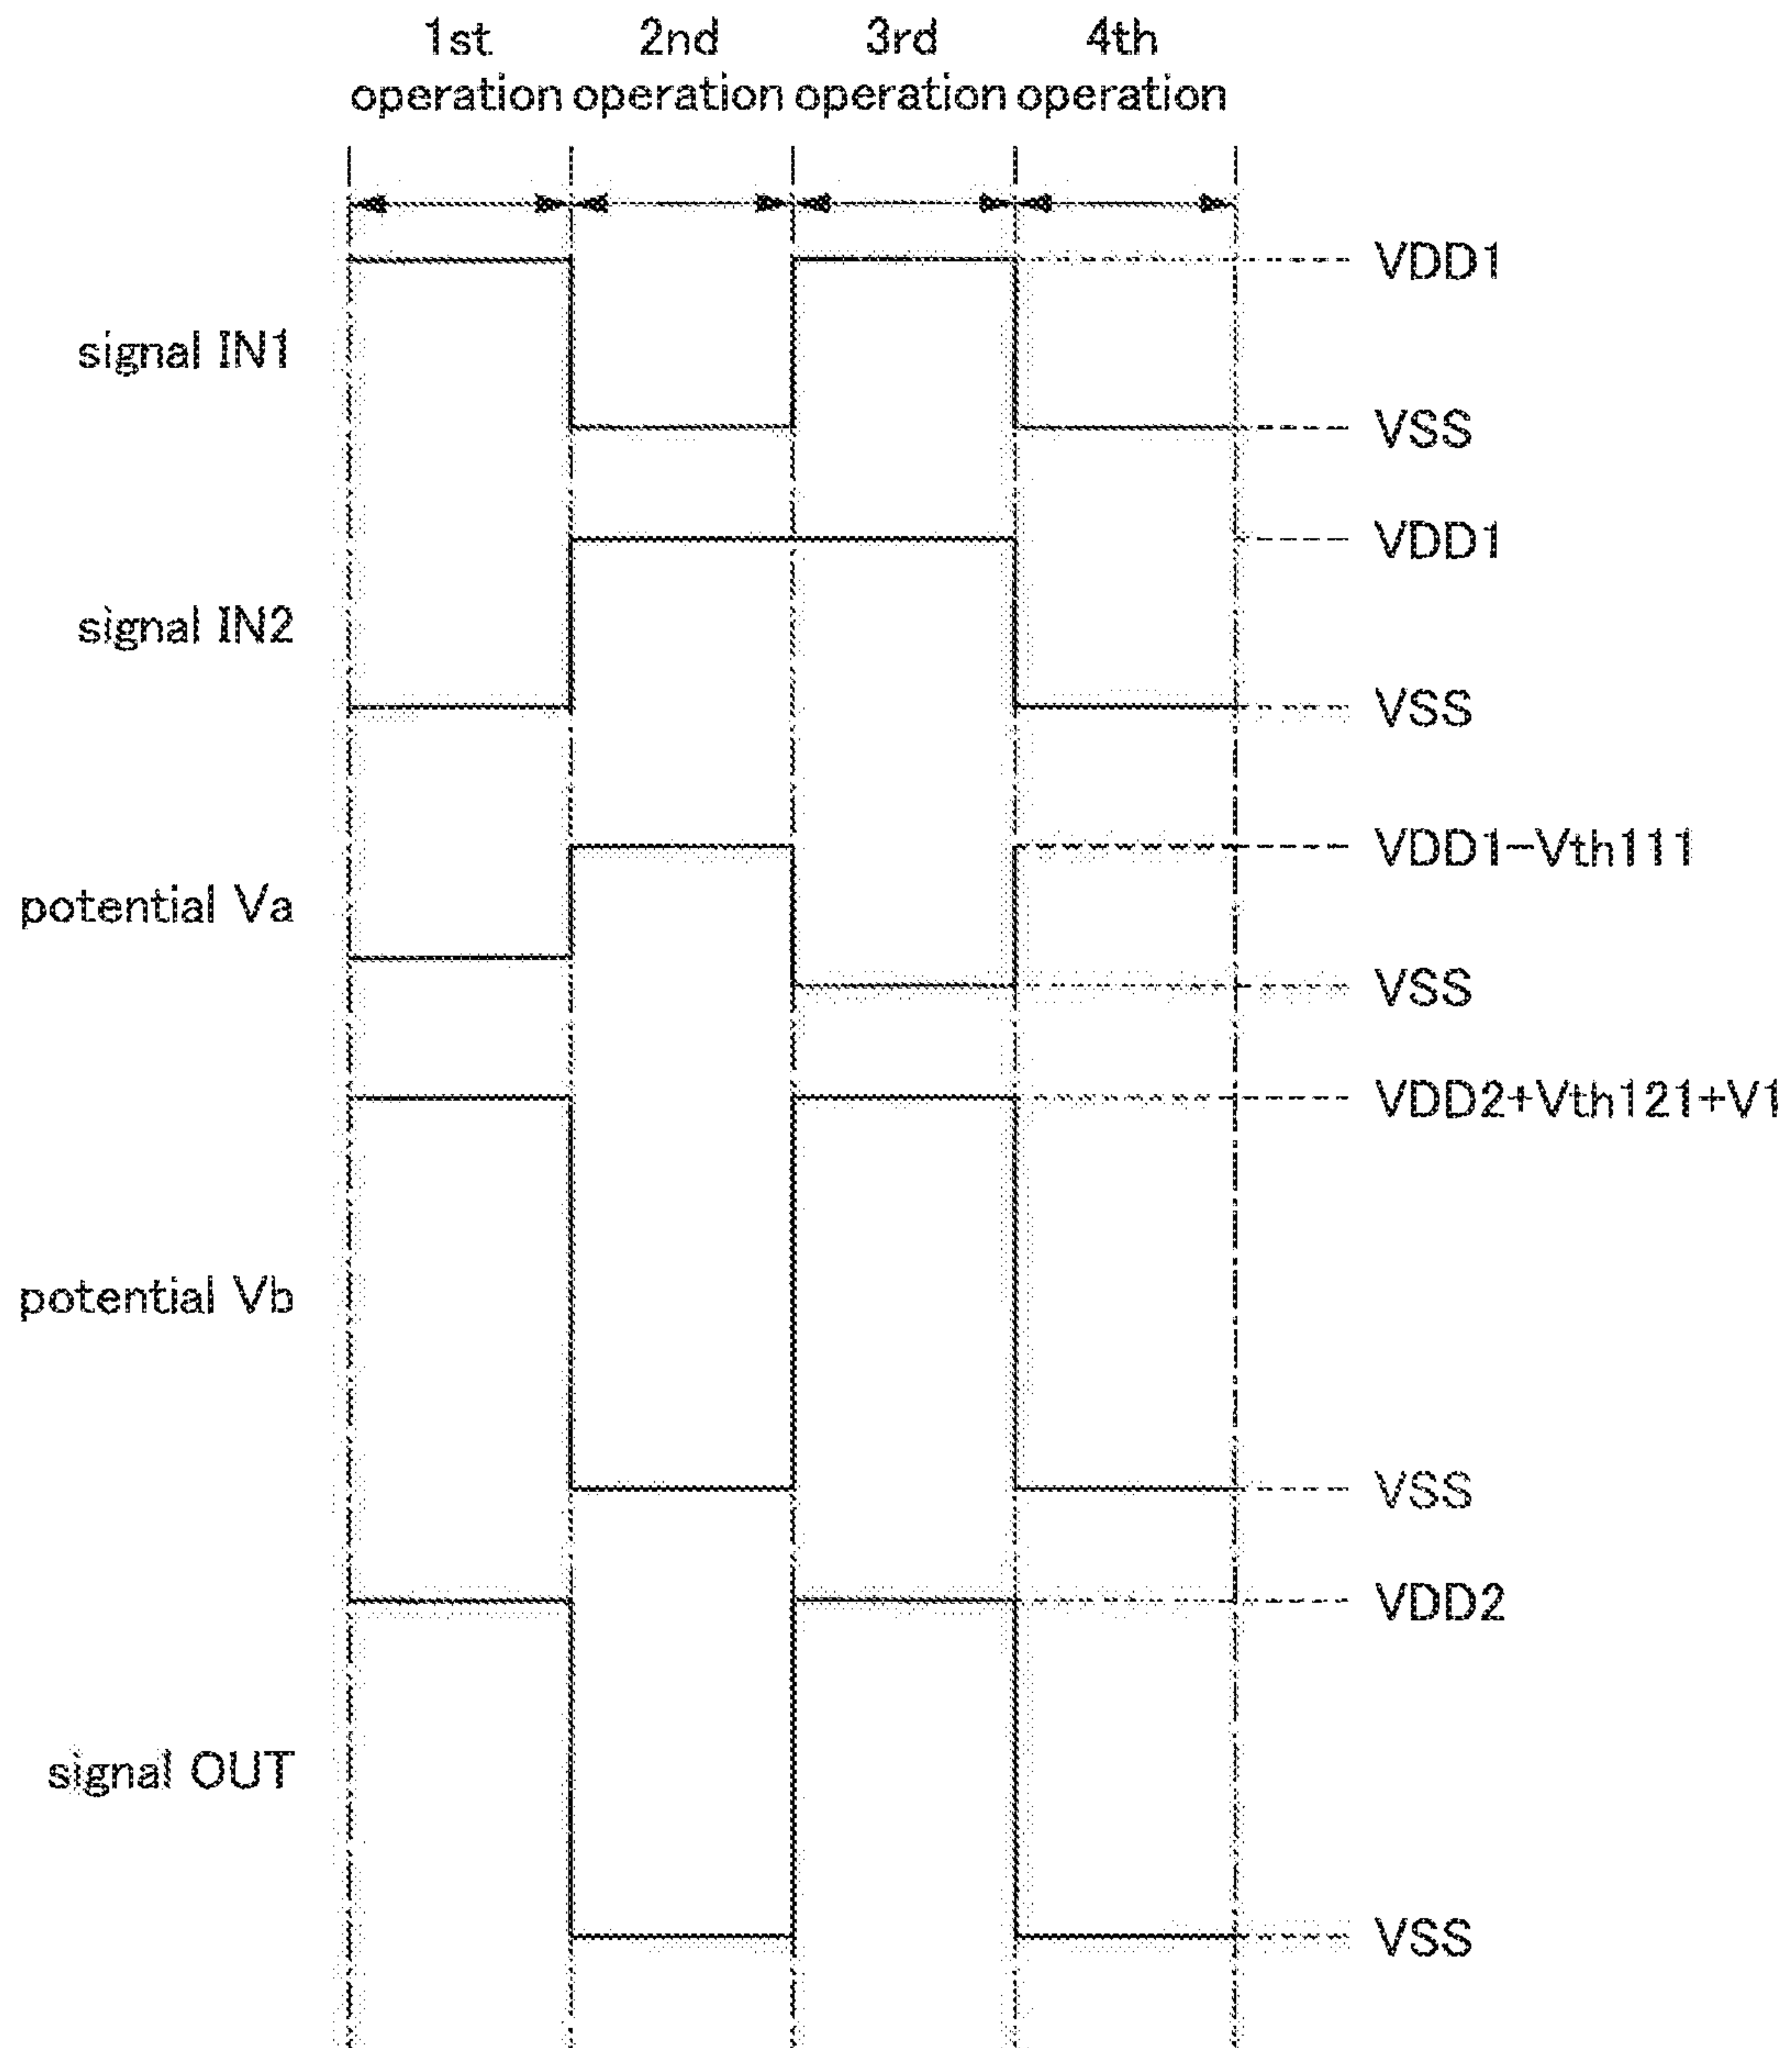 1st 2nd 3rd 4th
operation operation operation operation
VDD1
signal IN1
VSS
VDD1
signal IN2
VSS
VDD1-Vth111
potential Va
VSS
VDD2+Vth121+V1
potential Vb
VSS
VDD2
signal OUT
VSS